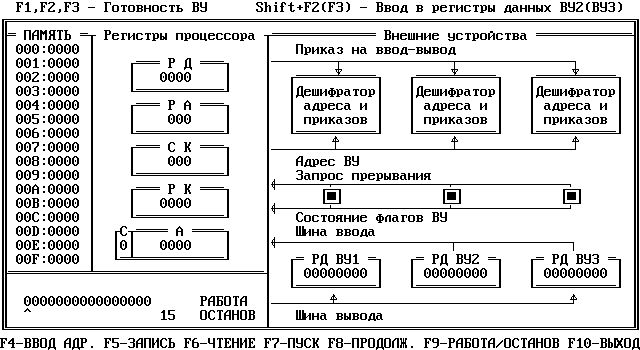 F1,F2,F3 - Готовность ВУ Shift+F2(F3) - Ввод в регистры данных ВУ2(ВУ3)
ПАМЯТЬ Регистры процессора Внешние устройства
000:0000
001:0000
002:0000
003:0000
004:0000
005:0000
006:0000
007:0000
008:0000
009:0000
00A:0000
00B:0000
00C:0000
00D:0000
00E:0000
00F:0000
Р Д
0000
Р А
000
С К
000
Р К
0000
С А
0 0000
Приказ на ввод-вывод
Дешифратор адреса и приказов
Дешифратор адреса и приказов
Дешифратор адреса и приказов
Адрес ВУ
Запрос прерывания
Состояние флагов ВУ
Шина ввода
РД ВУ1 РД ВУ2 РД ВУ3
00000000 00000000 00000000
Шина вывода
0000000000000000 РАБОТА
^ 15 ОСТАНОВ
F4-ВВОД АДР. F5-ЗАПИСЬ F6-ЧТЕНИЕ F7-ПУСК F8-ПРОДОЛЖ. F9-РАБОТА/ОСТАНОВ F10-ВЫХОД